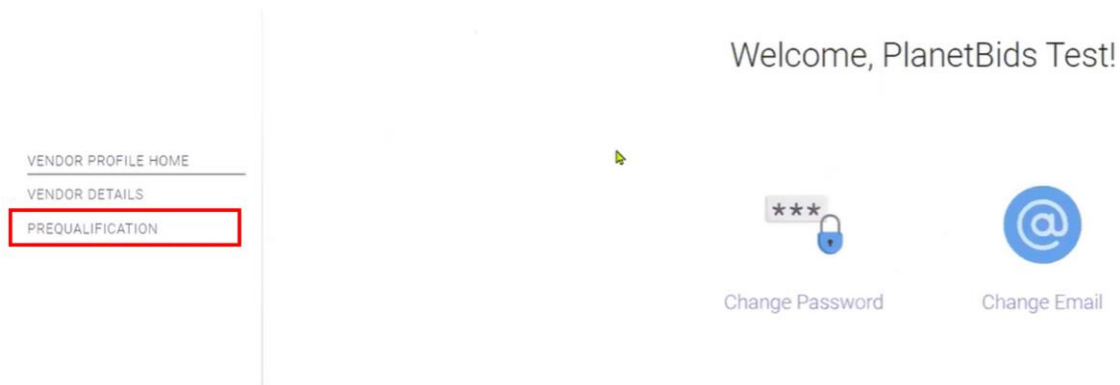 Welcome, PlanetBids Test!
VENDOR PROFILE HOME
VENDOR DETAILS
PREQUALIFICATION
***
@
Change Password
Change Email